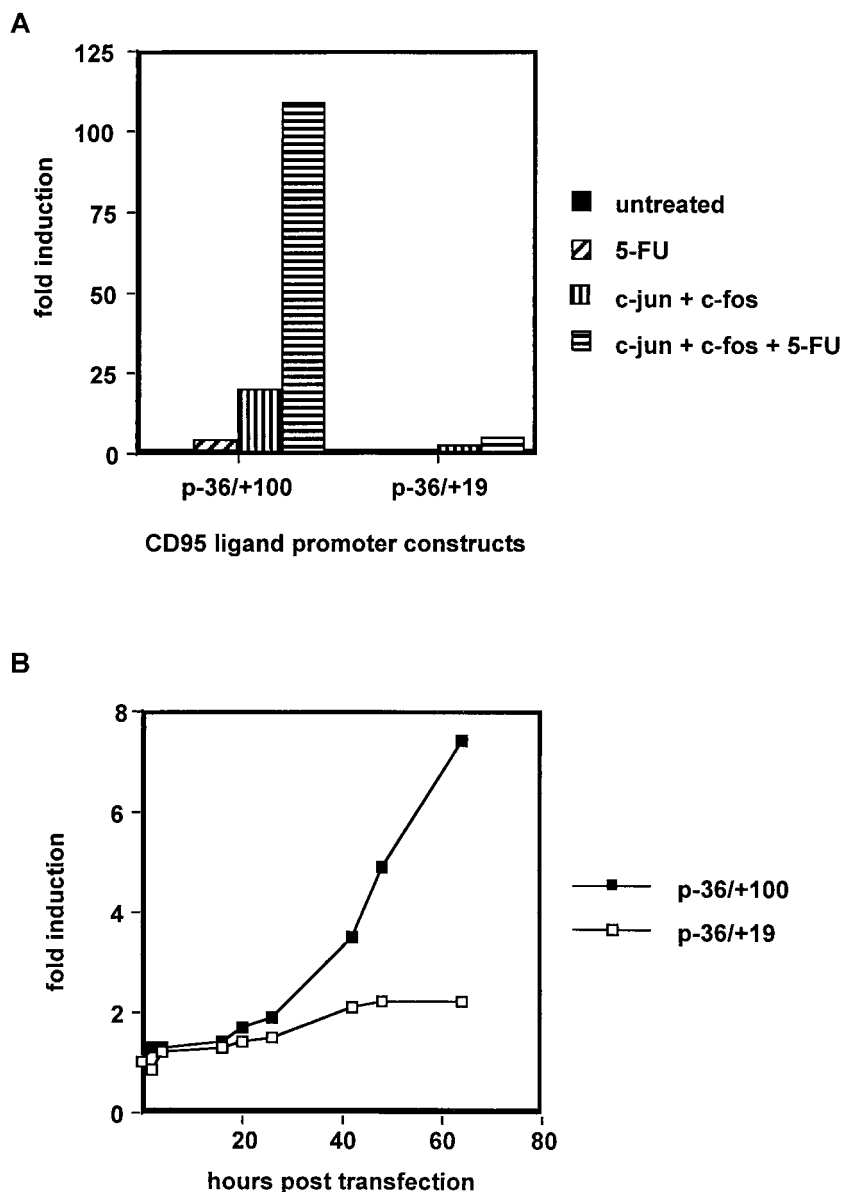 A
125
100
75
50
25
0
fold induction
p-36/+100
p-36/+19
CD95 ligand promoter constructs
untreated
5-FU
c-jun + c-fos
c-jun + c-fos + 5-FU
B
8
6
4
2
0
fold induction
20
40
60
80
hours post transfection
p-36/+100
p-36/+19